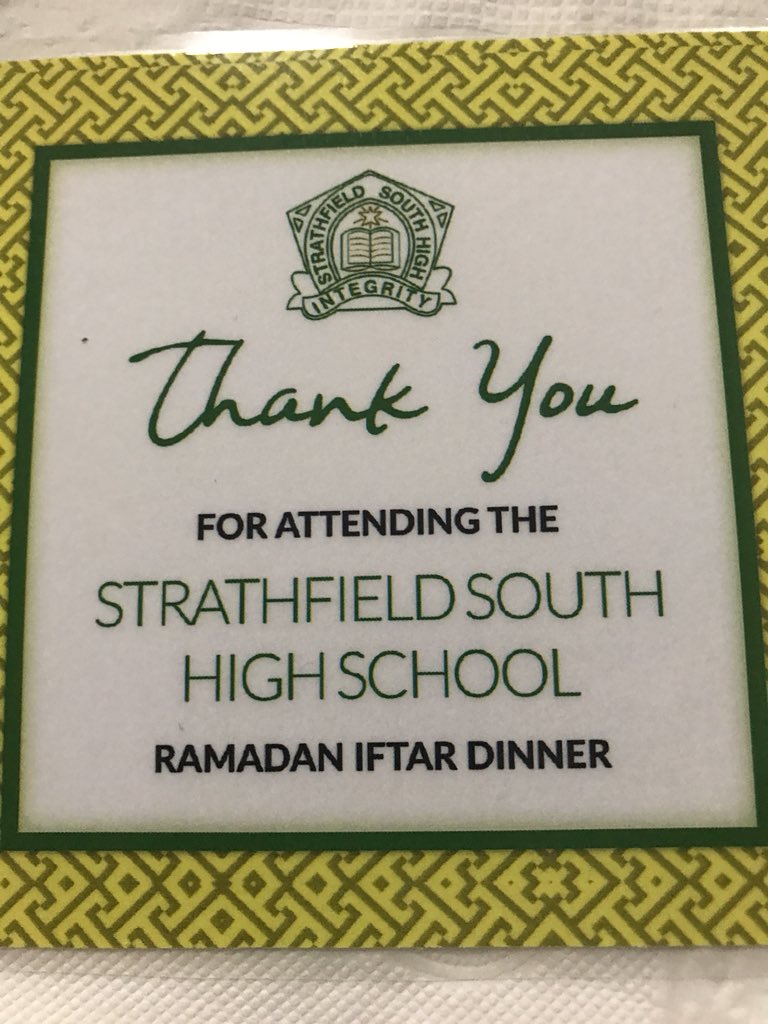 STRATHFIELD SOUTH HIGH
INTEGRITY
Thank You
FOR ATTENDING THE
STRATHFIELD SOUTH
HIGH SCHOOL
RAMADAN IFTAR DINNER